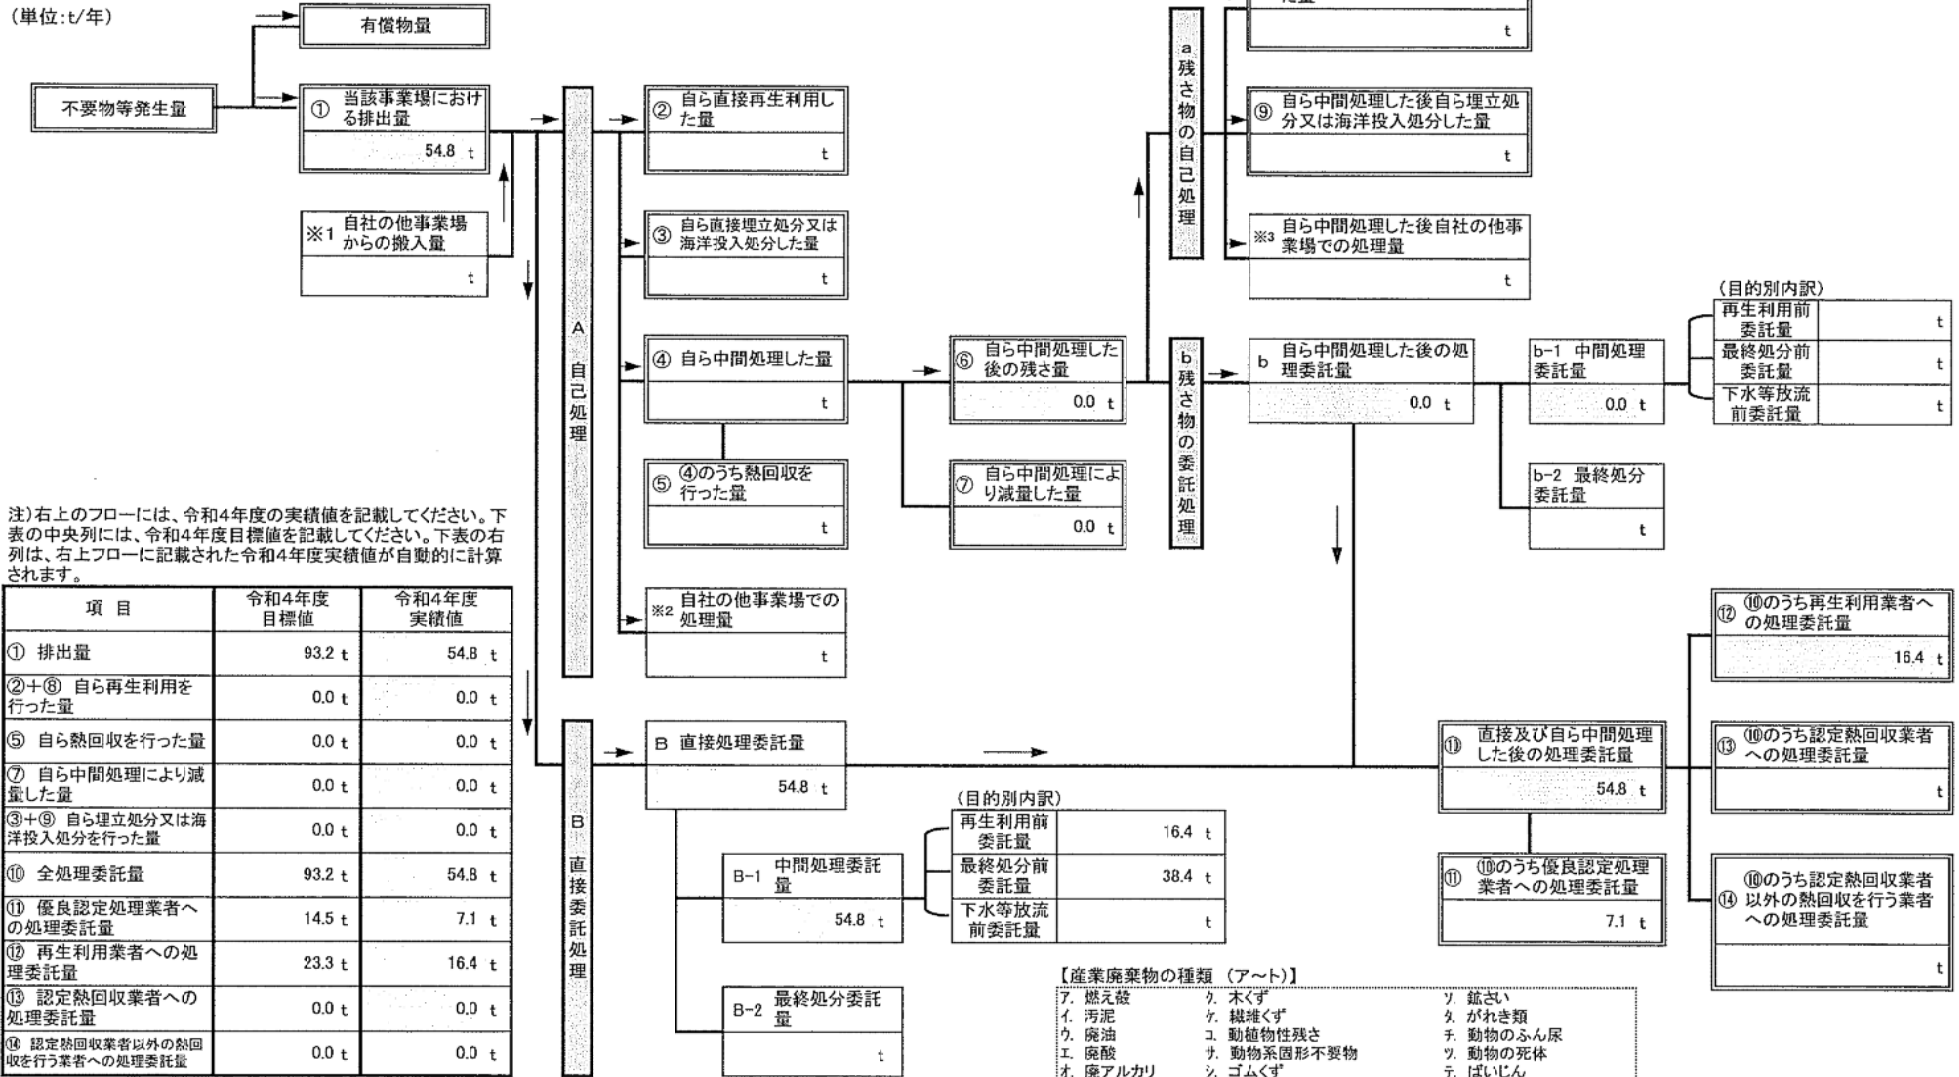 (単位:t/年)
有償物量
不要物等発生量
① 当該事業場におけ
る排出量
54.8 t
※1 自社の他事業場
からの搬入量
t
A 自己処理
② 自ら直接再生利用し
た量
t
③ 自ら直接埋立処分又は
海洋投入処分した量
t
④ 自ら中間処理した量
t
⑤ ④のうち熱回収を
行った量
t
※2 自社の他事業場での
処理量
t
⑥ 自ら中間処理した
後の残さ量
0.0 t
⑦ 自ら中間処理によ
り減量した量
0.0 t
a 残さ物の自己処理
t
⑨ 自ら中間処理した後自ら埋立処
分又は海洋投入処分した量
t
※3 自ら中間処理した後自社の他事
業場での処理量
t
b 残さ物の委託処理
b 自ら中間処理した後の処
理委託量
0.0 t
b-1 中間処理
委託量
0.0 t
(目的別内訳)
再生利用前
委託量
t
最終処分前
委託量
t
下水等放流
前委託量
t
b-2 最終処分
委託量
t
注)右上のフローには、令和4年度の実績値を記載してください。下
表の中央列には、令和4年度目標値を記載してください。下表の右
列は、右上フローに記載された令和4年度実績値が自動的に計算
されます。
項 目 令和4年度 目標値 令和4年度 実績値
① 排出量 93.2 t 54.8 t
②+⑧ 自ら再生利用を
行った量 0.0 t 0.0 t
⑤ 自ら熱回収を行った量 0.0 t 0.0 t
⑦ 自ら中間処理により減
量した量 0.0 t 0.0 t
③+⑨ 自ら埋立処分又は海
洋投入処分を行った量 0.0 t 0.0 t
⑩ 全処理委託量 93.2 t 54.8 t
⑪ 優良認定処理業者へ
の処理委託量 14.5 t 7.1 t
⑫ 再生利用業者への処
理委託量 23.3 t 16.4 t
⑬ 認定熱回収業者への
処理委託量 0.0 t 0.0 t
⑭ 認定熱回収業者以外の熱回
収を行う業者への処理委託量 0.0 t 0.0 t
B 直接委託処理
B 直接処理委託量
54.8 t
B-1 中間処理委託
量
54.8 t
(目的別内訳)
再生利用前
委託量
16.4 t
最終処分前
委託量
38.4 t
下水等放流
前委託量
t
B-2 最終処分委託
量
t
⑩ 直接及び自ら中間処理
した後の処理委託量
54.8 t
⑪ ⑩のうち優良認定処理
業者への処理委託量
7.1 t
⑫ ⑩のうち再生利用業者へ
の処理委託量
16.4 t
⑬ ⑩のうち認定熱回収業者
への処理委託量
t
⑭ ⑩のうち認定熱回収業者
以外の熱回収を行う業者
への処理委託量
t
【産業廃棄物の種類 (ア~ト)】
ア. 燃え殻 ク. 木くず ソ. 鉱さい
イ. 汚泥 ケ. 繊維くず タ. がれき類
ウ. 廃油 コ. 動植物性残さ チ. 動物のふん尿
エ. 廃酸 サ. 動物系固形不要物 ツ. 動物の死体
オ. 廃アルカリ シ. ゴムくず テ. ばいじん